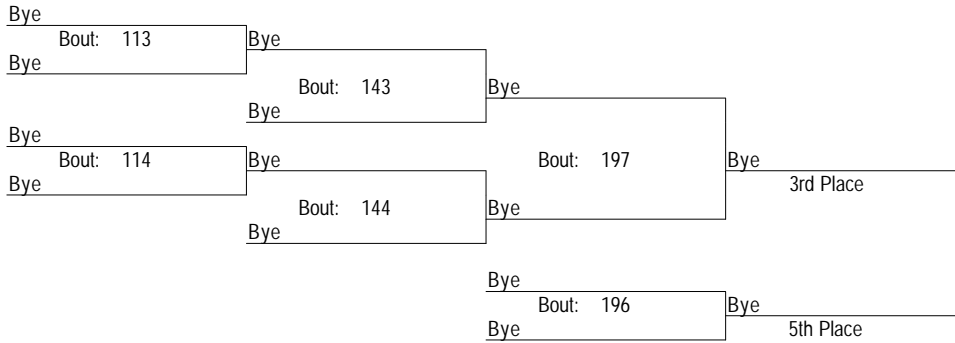 Bye
Bout: 113 Bye
Bye
Bout: 143 Bye
Bye
Bye
Bout: 114 Bye Bout: 197 Bye
Bye 3rd Place
Bout: 144 Bye
Bye
Bye
Bout: 196 Bye
Bye 5th Place